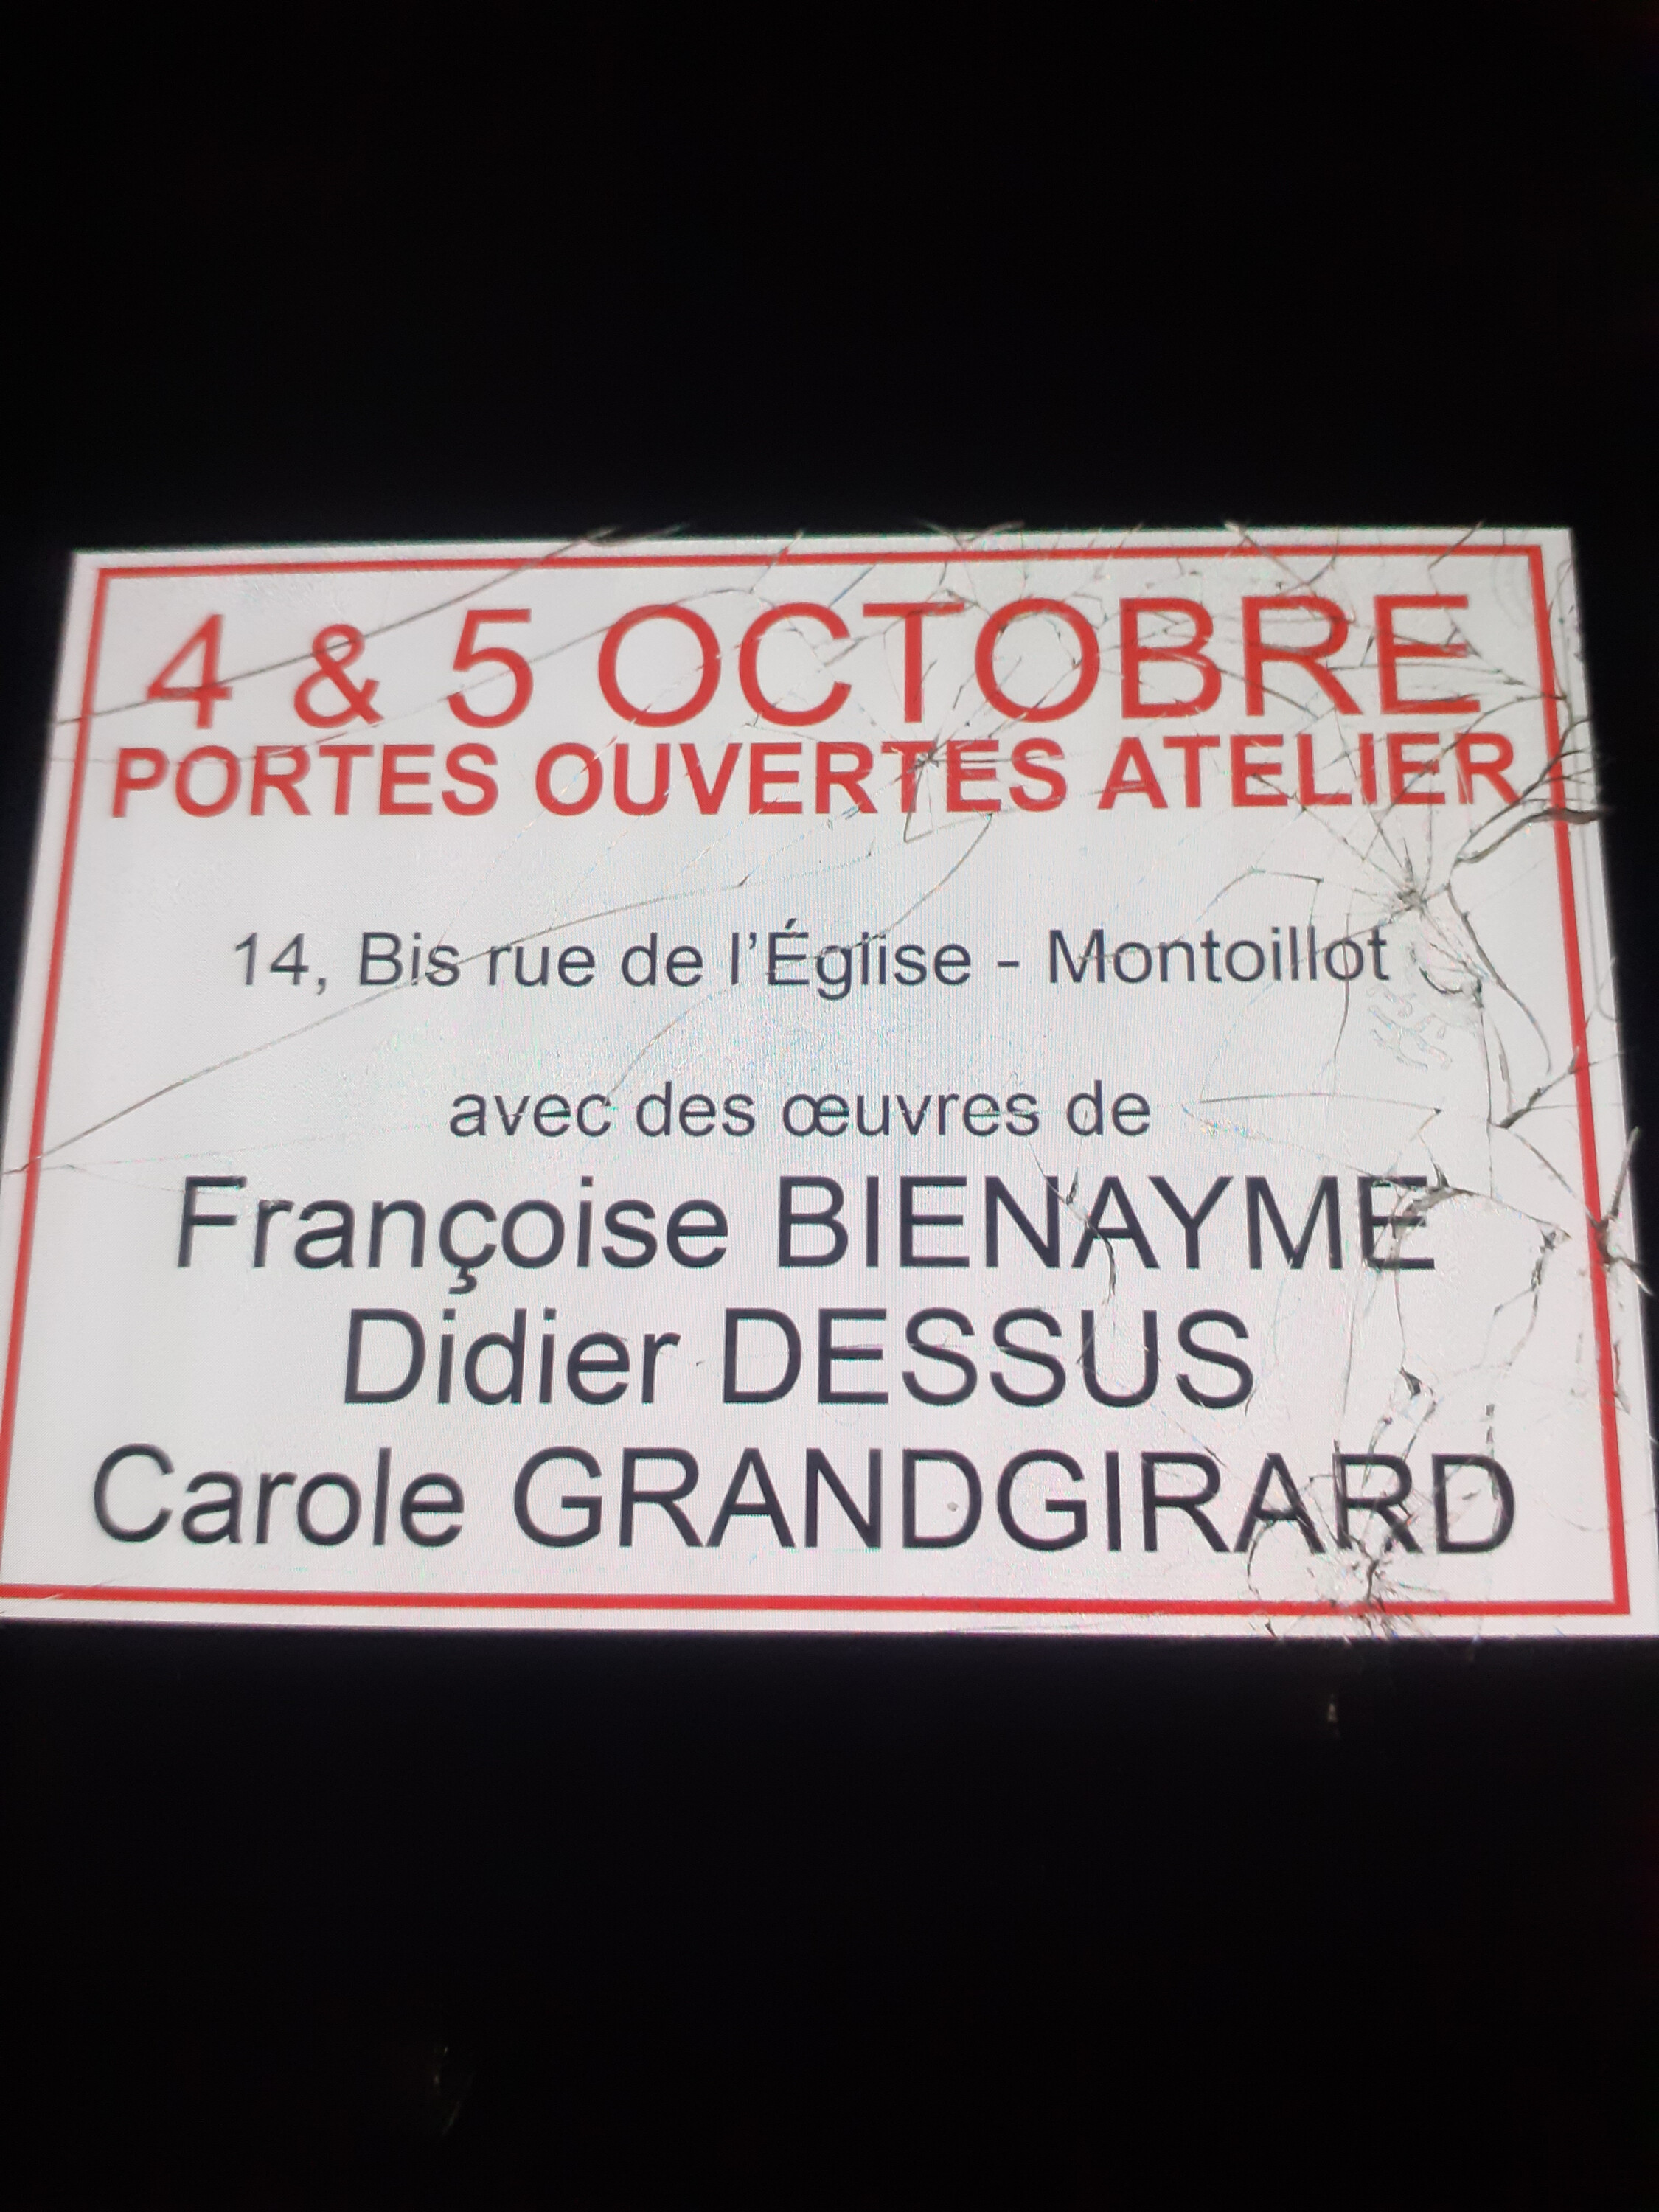 4 & 5 OCTOBRE
PORTES OUVERTES ATELIER
14, Bis rue de l'Église - Montoillot
avec des œuvres de
Françoise BIENAYME
Didier DESSUS
Carole GRANDGIRARD